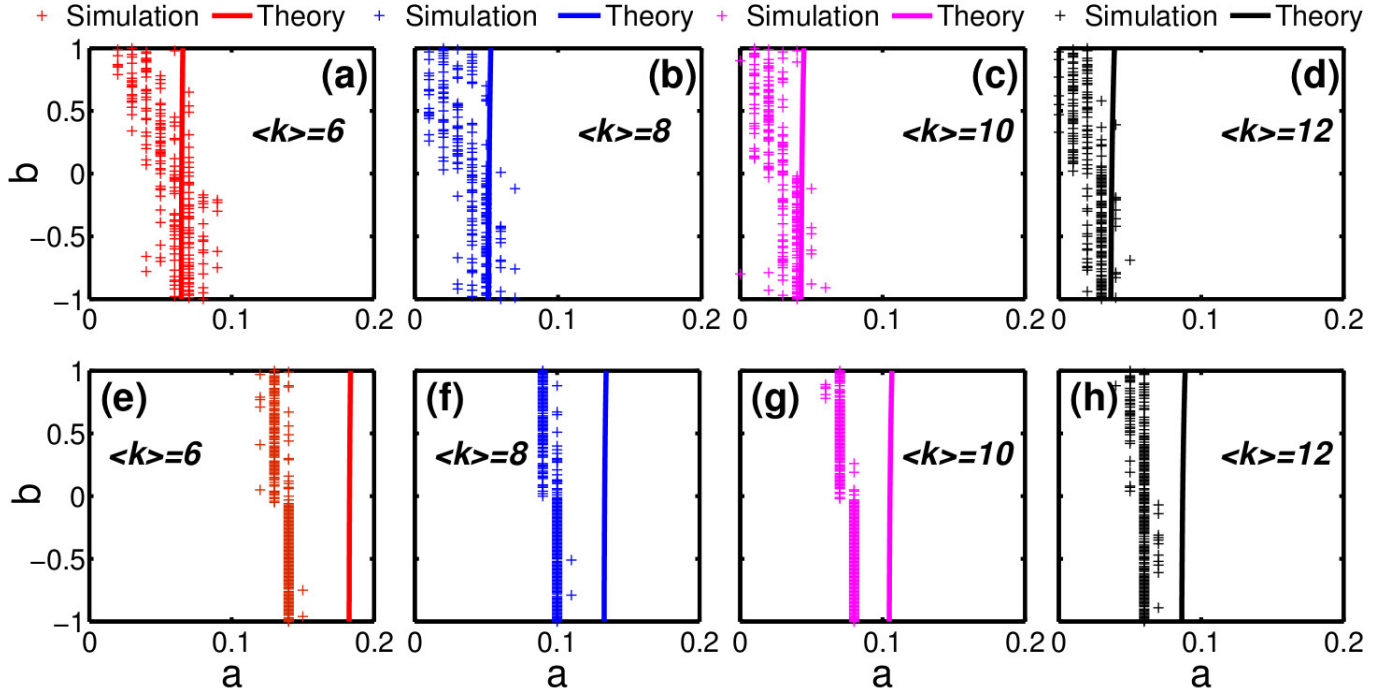 Simulation Theory Simulation Theory Simulation Theory Simulation Theory
1 (a) (b) (c) (d)
0.5 <k>=6 <k>=8 <k>=10 <k>=12
b 0
−0.5
−1
0 0.1 0.2 0 0.1 0.2 0 0.1 0.2 0 0.1 0.2
1 (e) (f) (g) (h)
0.5 <k>=6 <k>=8 <k>=10 <k>=12
b 0
−0.5
−1
0 0.1 0.2 0 0.1 0.2 0 0.1 0.2 0 0.1 0.2
a a a a